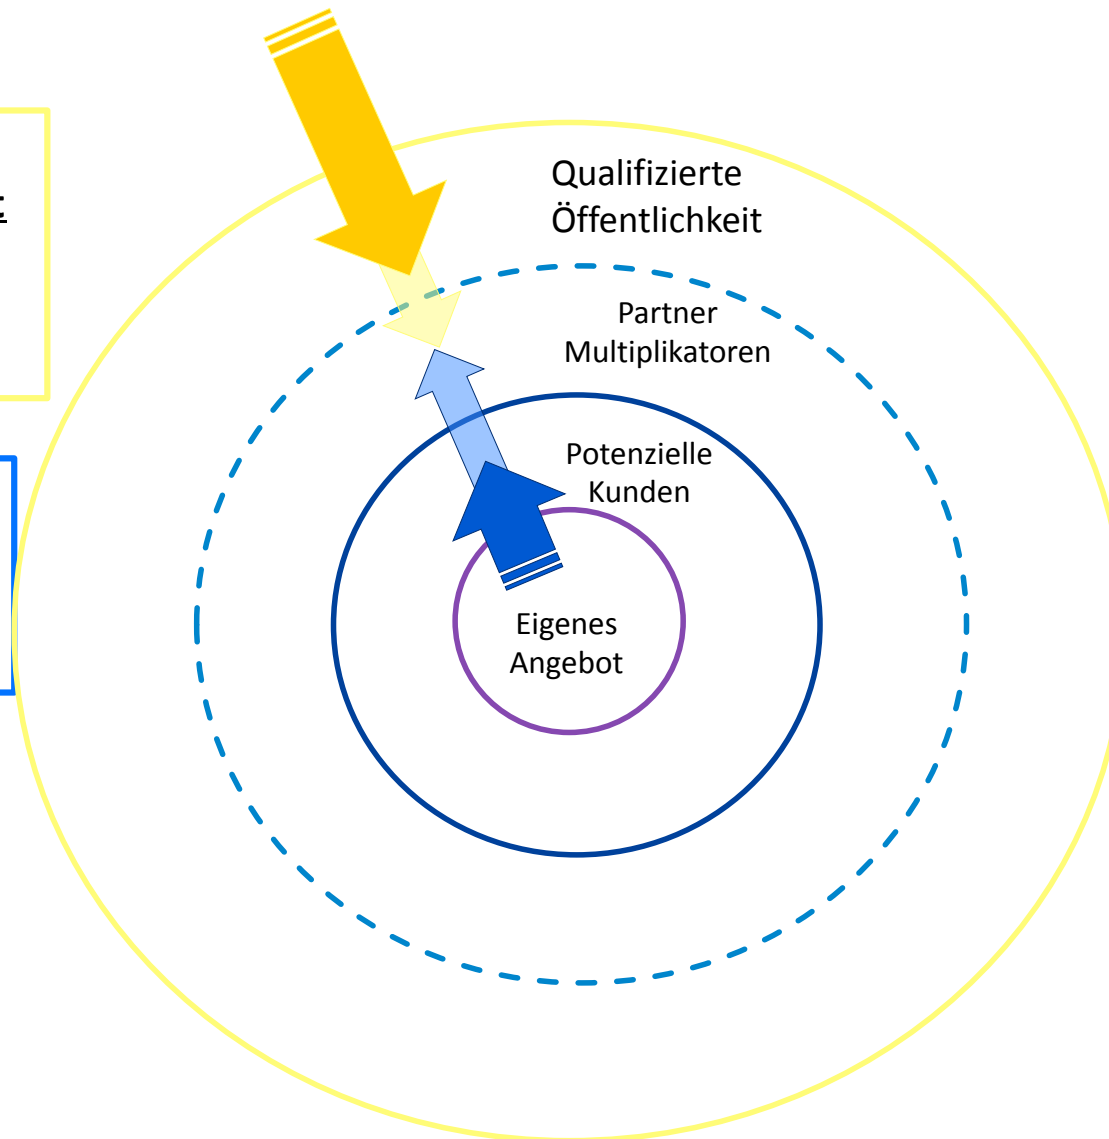 Qualifizierte
Öffentlichkeit
Partner
Multiplikatoren
Potenzielle
Kunden
Eigenes
Angebot